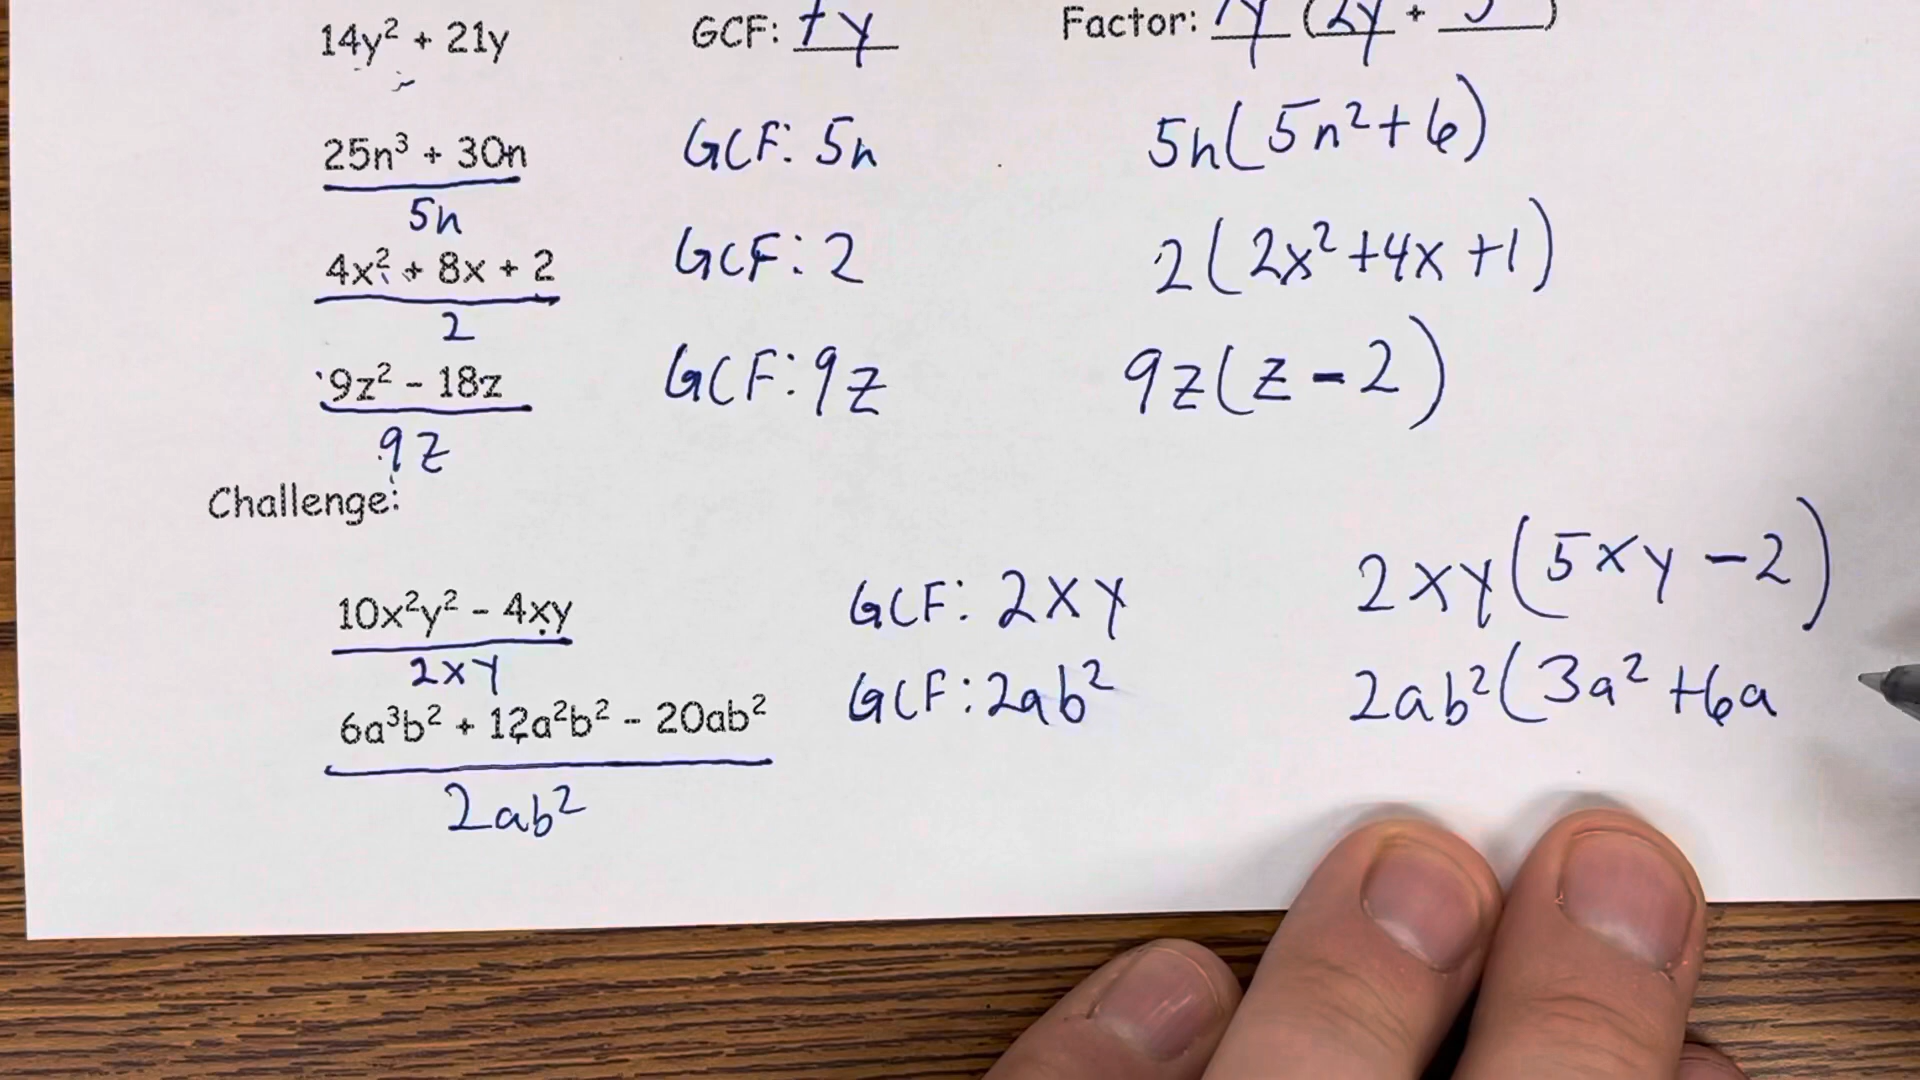 14y² + 21y GCF: 7y Factor: 7y (2y + 3)
25n³ + 30n GCF: 5n 5n(5n²+6)
5n
4x² + 8x + 2 GCF: 2 2(2x²+4x+1)
2
9z² - 18z GCF: 9z 9z(z-2)
9z
Challenge:
10x²y² - 4xy GCF: 2xy 2xy(5xy-2)
2xy
6a³b² + 12a²b² - 20ab² GCF: 2ab² 2ab²(3a²+6a
2ab²